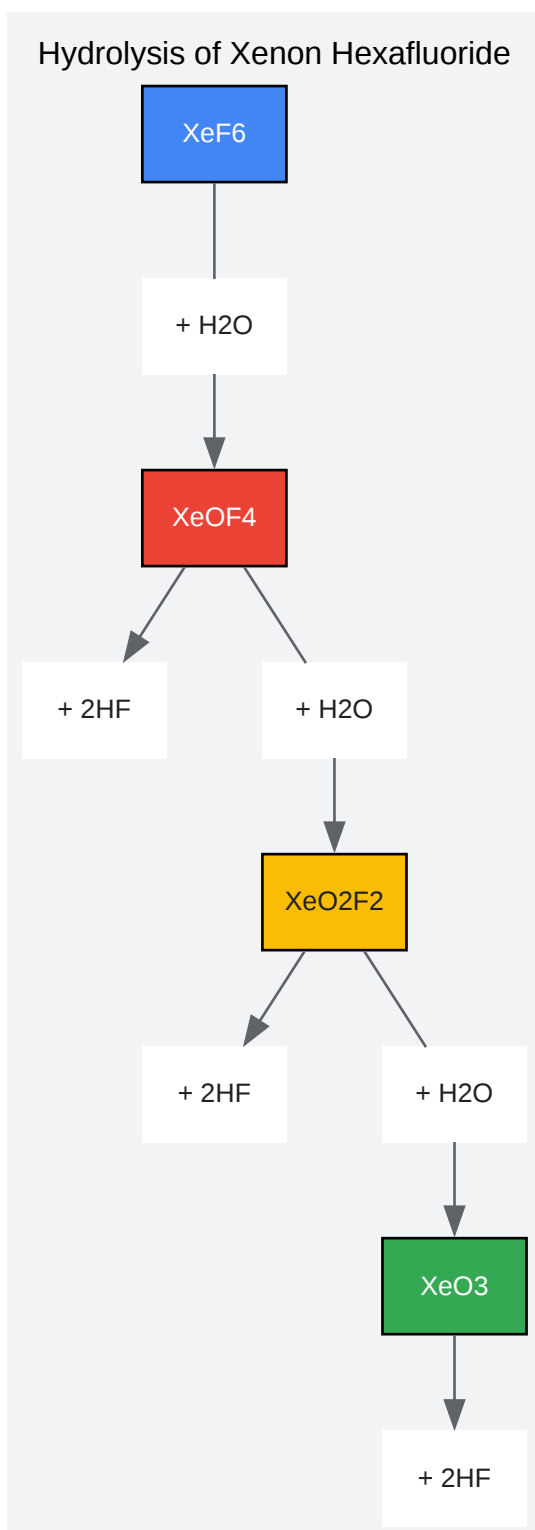 Hydrolysis of Xenon Hexafluoride
XeF6
+ H2O
XeOF4
+ 2HF
+ H2O
XeO2F2
+ 2HF
+ H2O
XeO3
+ 2HF